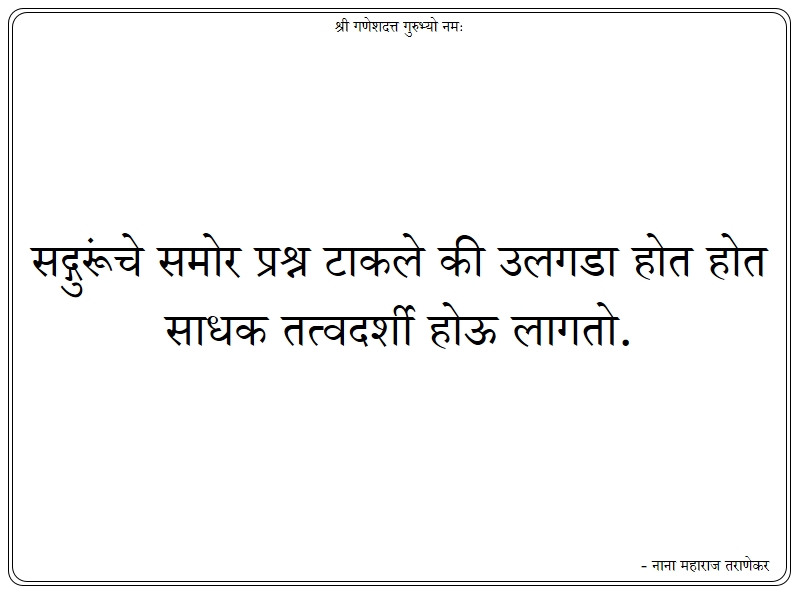 श्री गणेशदत्त गुरुभ्यो नमः
सद्गुरूंचे समोर प्रश्न टाकले की उलगडा होत होत
साधक तत्वदर्शी होऊ लागतो.
- नाना महाराज तराणेकर